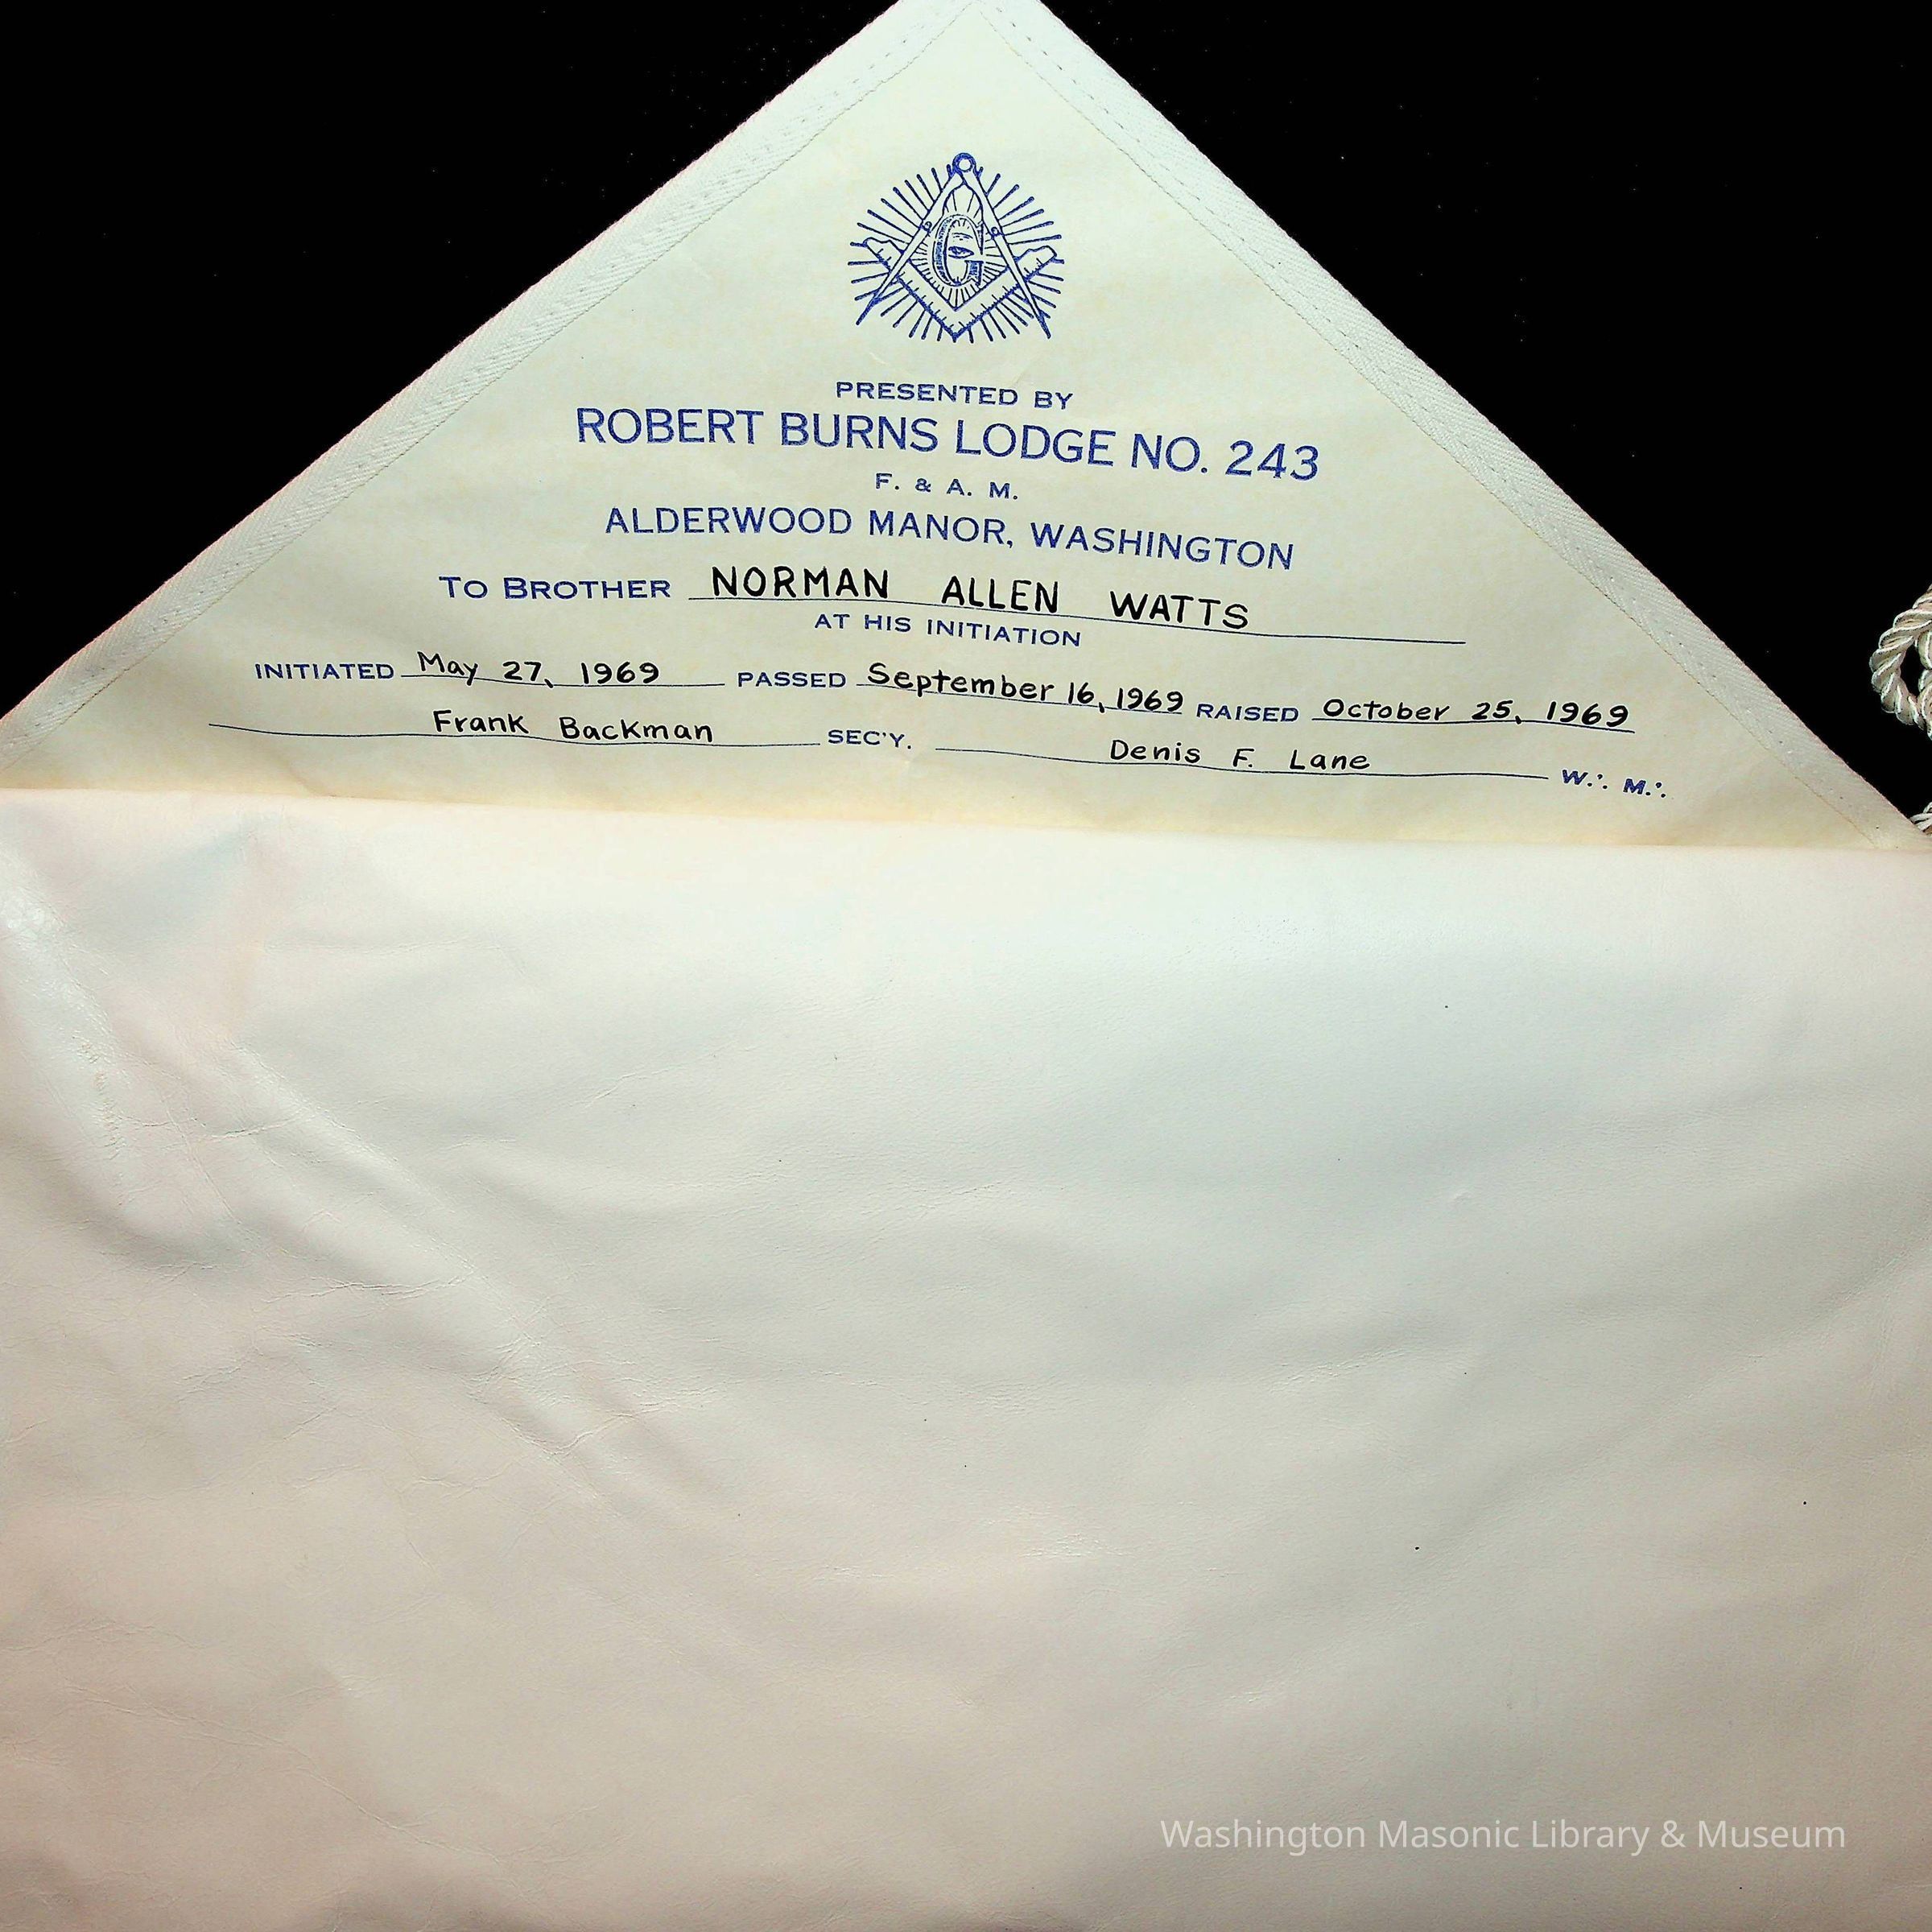 G
PRESENTED BY
ROBERT BURNS LODGE NO. 243
F. & A. M.
ALDERWOOD MANOR, WASHINGTON
TO BROTHER NORMAN ALLEN WATTS
AT HIS INITIATION
INITIATED May 27, 1969 PASSED September 16, 1969 RAISED October 25, 1969
Frank Backman SEC'Y. Denis F. Lane W∴ M∴
Washington Masonic Library & Museum